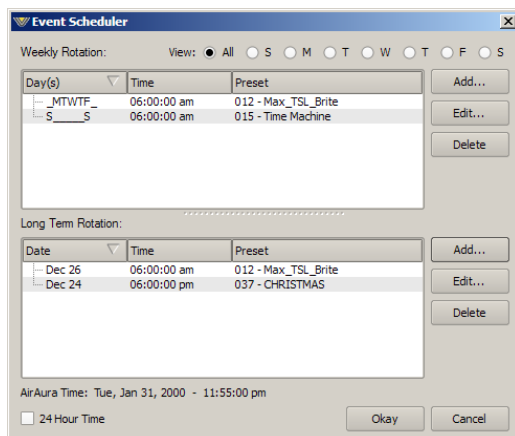 Event Scheduler
Weekly Rotation: View: All S M T W T F S
Day(s) Time Preset Add...
_MTWTF_ 06:00:00 am 012 - Max_TSL_Brite
S_____S 06:00:00 am 015 - Time Machine
Edit...
Delete
Long Term Rotation:
Date Time Preset Add...
Dec 26 06:00:00 am 012 - Max_TSL_Brite
Dec 24 06:00:00 pm 037 - CHRISTMAS
Edit...
Delete
AirAura Time: Tue, Jan 31, 2000 - 11:55:00 pm
24 Hour Time Okay Cancel